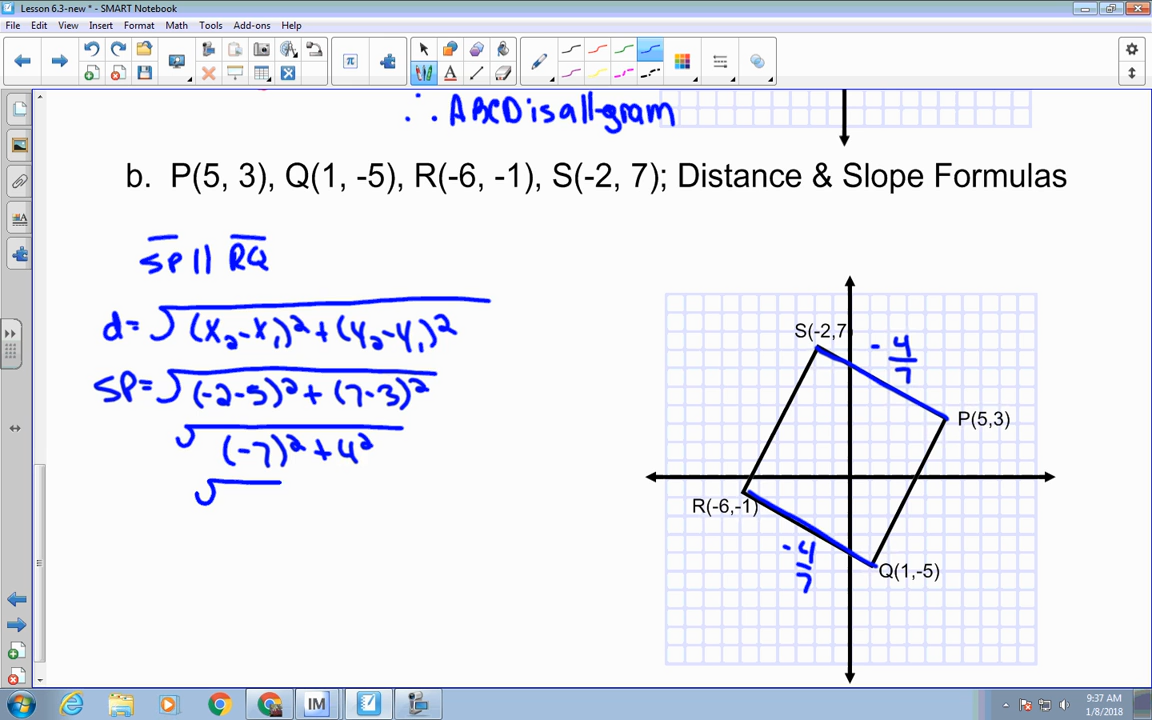 Lesson 6.3-new * - SMART Notebook
File Edit View Insert Format Math Tools Add-ons Help
∴ ABCD is a ll-gram
b. P(5, 3), Q(1, -5), R(-6, -1), S(-2, 7); Distance & Slope Formulas
SP || RQ
d=√(x₂-x₁)²+(y₂-y₁)²
SP=√(-2-5)²+(7-3)²
√(-7)²+4²
√
S(-2,7)
-4/7
P(5,3)
R(-6,-1)
-4/7
Q(1,-5)
IM
9:37 AM
1/8/2018